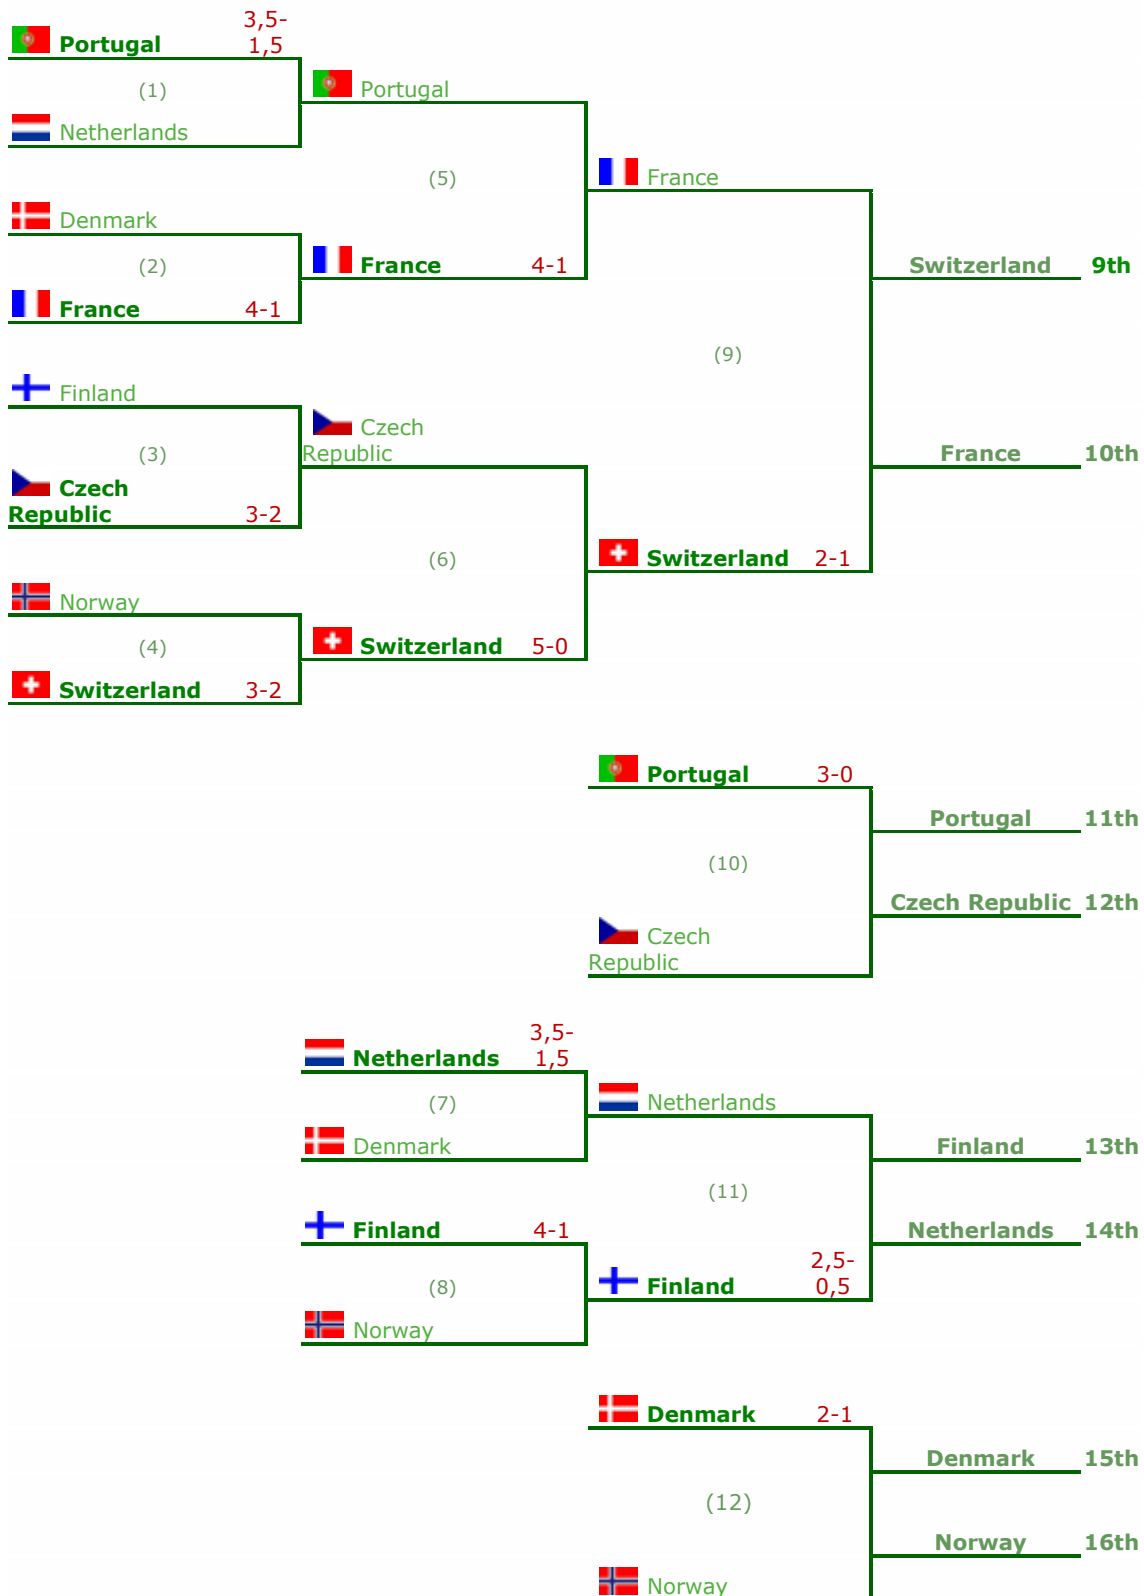 3,5-
Portugal 1,5
(1)
Portugal
Netherlands
(5)
France
Denmark
(2)
France 4-1
Switzerland 9th
France 4-1
(9)
Finland
Czech
Republic
(3)
France 10th
Czech
Republic 3-2
(6)
Switzerland 2-1
Norway
(4)
Switzerland 5-0
Switzerland 3-2
Portugal 3-0
Portugal 11th
(10)
Czech Republic 12th
Czech
Republic
3,5-
Netherlands 1,5
(7)
Netherlands
Denmark
Finland 13th
(11)
Finland 4-1
Netherlands 14th
2,5-
Finland 0,5
(8)
Norway
Denmark 2-1
Denmark 15th
(12)
Norway 16th
Norway